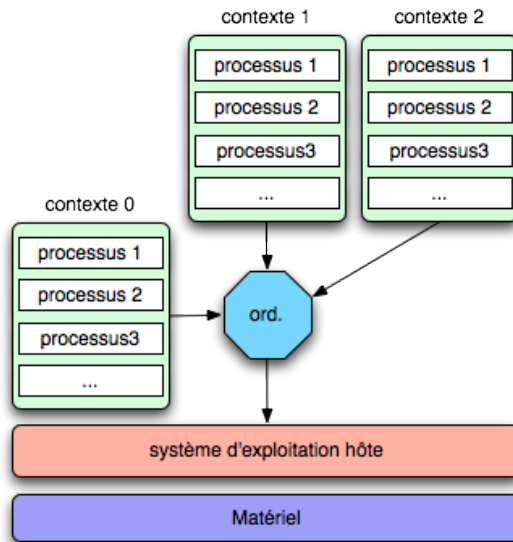 contexte 1
processus 1
processus 2
processus3
...
contexte 2
processus 1
processus 2
processus3
...
contexte 0
processus 1
processus 2
processus3
...
ord.
système d'exploitation hôte
Matériel